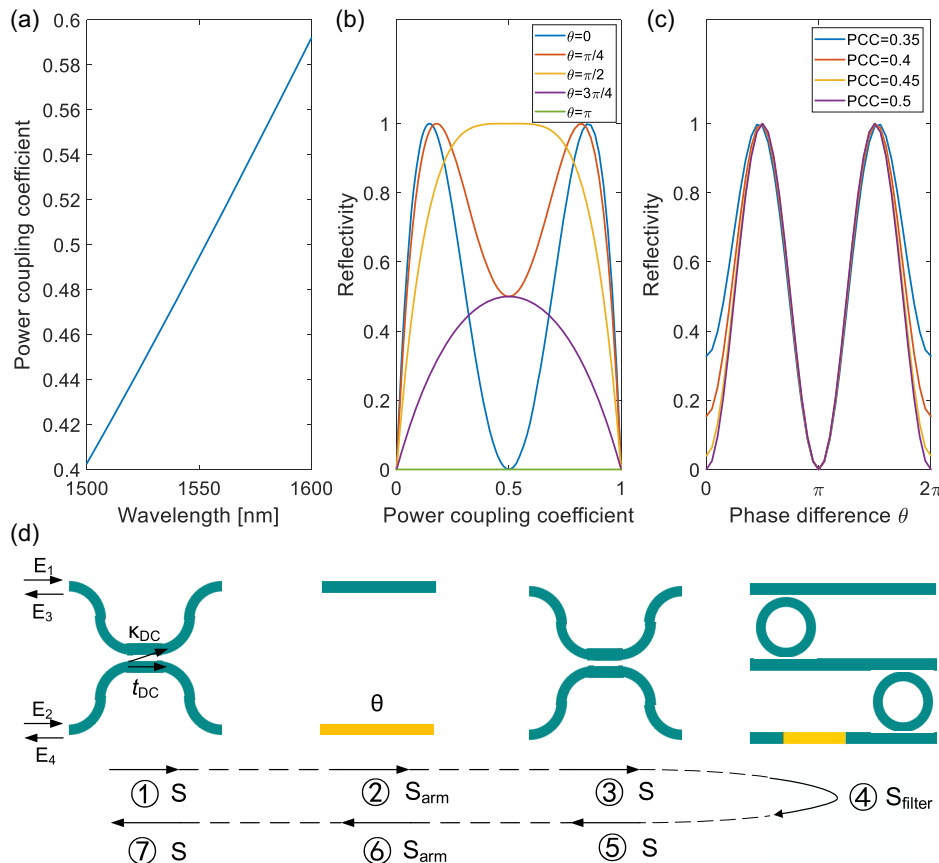 (a)
0.6
0.58
0.56
0.54
0.52
0.5
0.48
0.46
0.44
0.42
0.4
1500
1550
1600
Wavelength [nm]
Power coupling coefficient
(b)
θ=0
θ=π/4
θ=π/2
θ=3π/4
θ=π
1
0.8
0.6
0.4
0.2
0
0
0.5
1
Power coupling coefficient
Reflectivity
(c)
PCC=0.35
PCC=0.4
PCC=0.45
PCC=0.5
1
0.8
0.6
0.4
0.2
0
0
π
2π
Phase difference θ
Reflectivity
(d)
E1
E3
κDC
tDC
E2
E4
θ
① S
② Sarm
③ S
④ Sfilter
⑦ S
⑥ Sarm
⑤ S